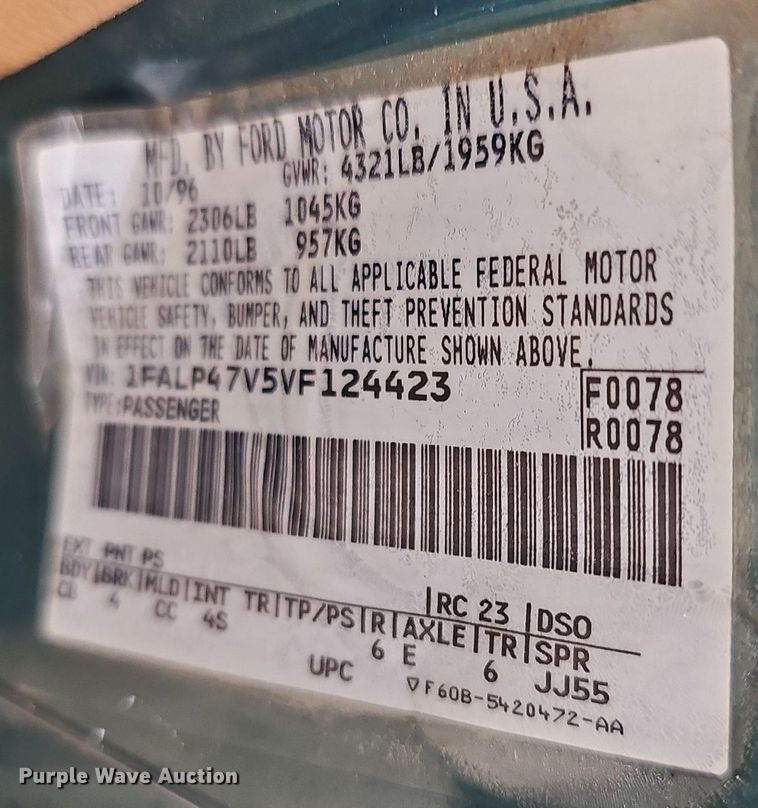 MFD. BY FORD MOTOR CO. IN U.S.A.
DATE: 10/96 GVWR: 4321LB/1959KG
FRONT GAWR: 2306LB 1045KG
REAR GAWR: 2110LB 957KG
THIS VEHICLE CONFORMS TO ALL APPLICABLE FEDERAL MOTOR
VEHICLE SAFETY, BUMPER, AND THEFT PREVENTION STANDARDS
IN EFFECT ON THE DATE OF MANUFACTURE SHOWN ABOVE.
VIN: 1FALP47V5VF124423 F0078
TYPE:PASSENGER R0078
EXT PNT PS RC 23 DSO
BDY BRK MLD INT TR TP/PS R AXLE TR SPR
4 CC 4S 6 E 6 JJ55
UPC ▽F60B-5420472-AA
Purple Wave Auction